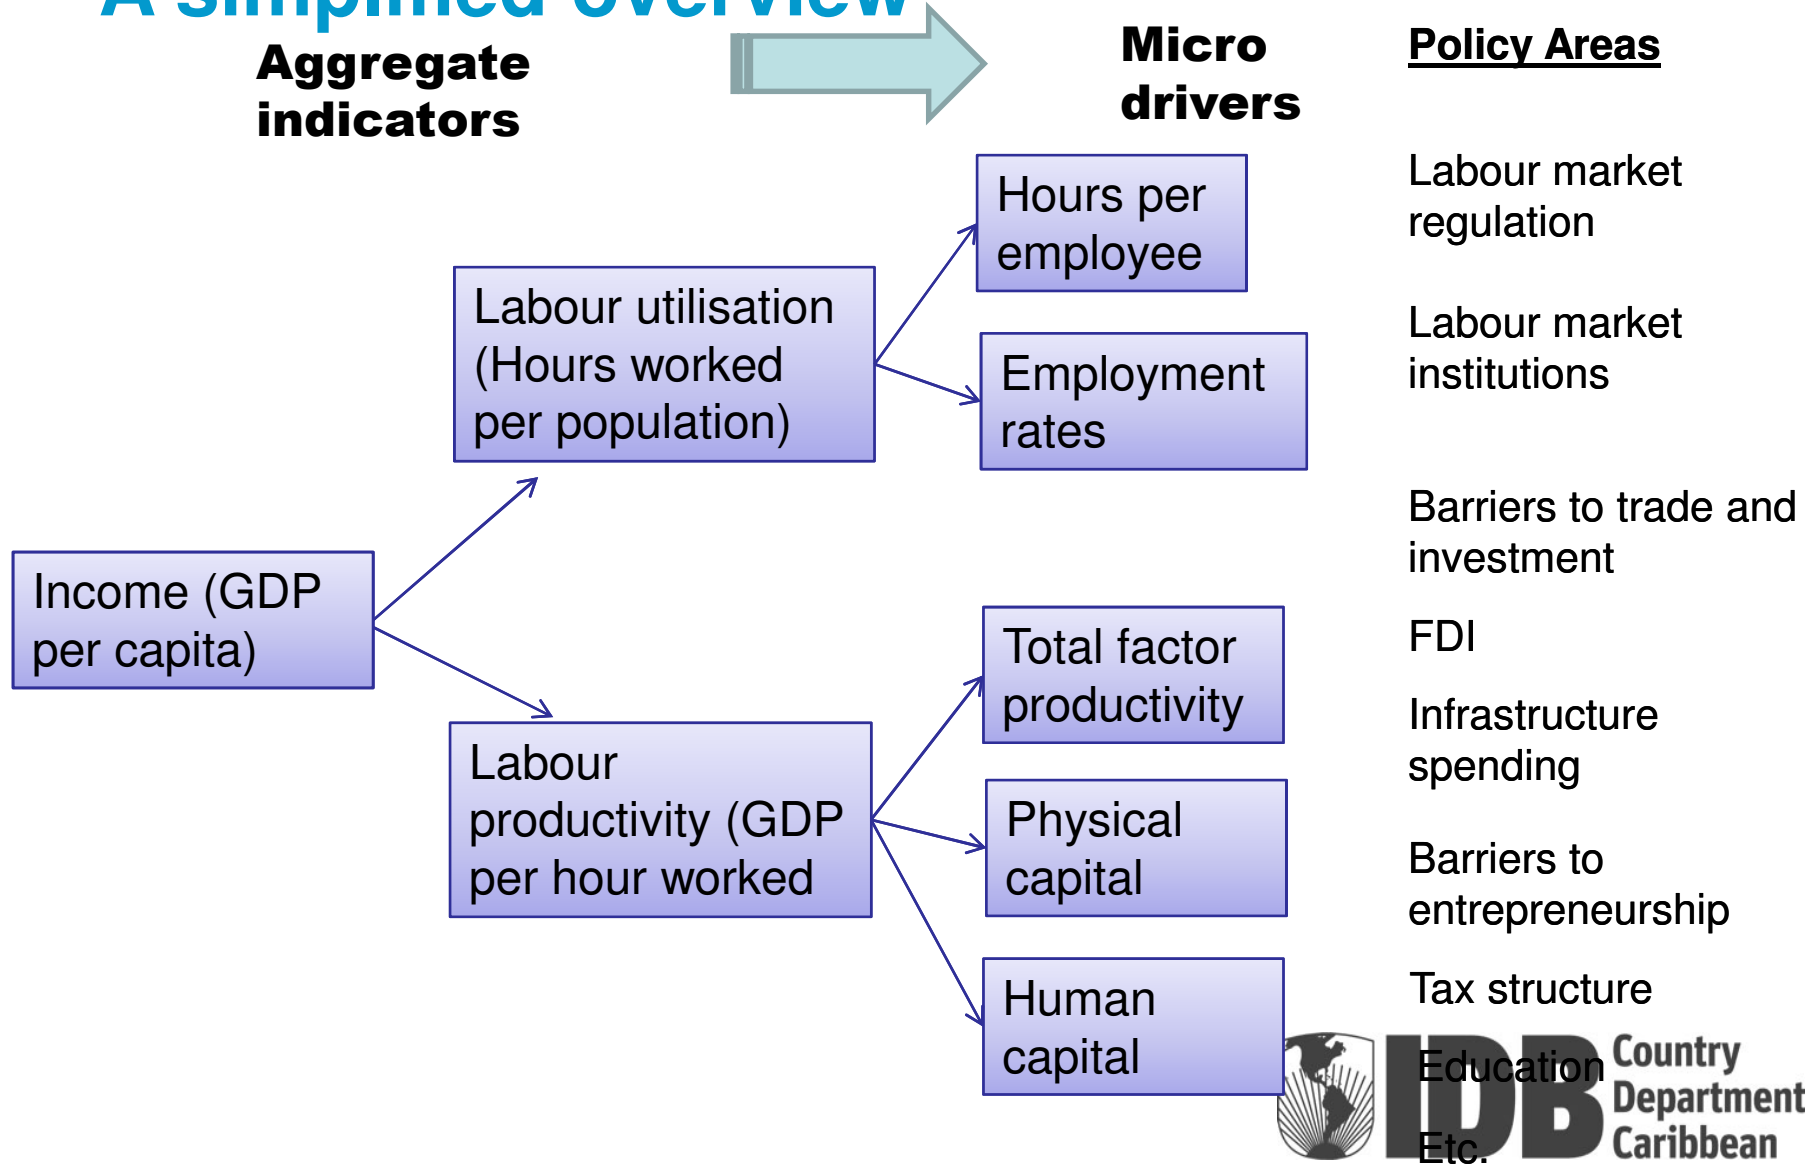 A simplified overview
Aggregate
indicators
Micro
drivers
Policy Areas
Hours per
employee
Labour utilisation
(Hours worked
per population)
Employment
rates
Income (GDP
per capita)
Total factor
productivity
Labour
productivity (GDP
per hour worked
Physical
capital
Human
capital
Labour market
regulation
Labour market
institutions
Barriers to trade and
investment
FDI
Infrastructure
spending
Barriers to
entrepreneurship
Tax structure
Education
Etc.
IDB
Country
Department
Caribbean